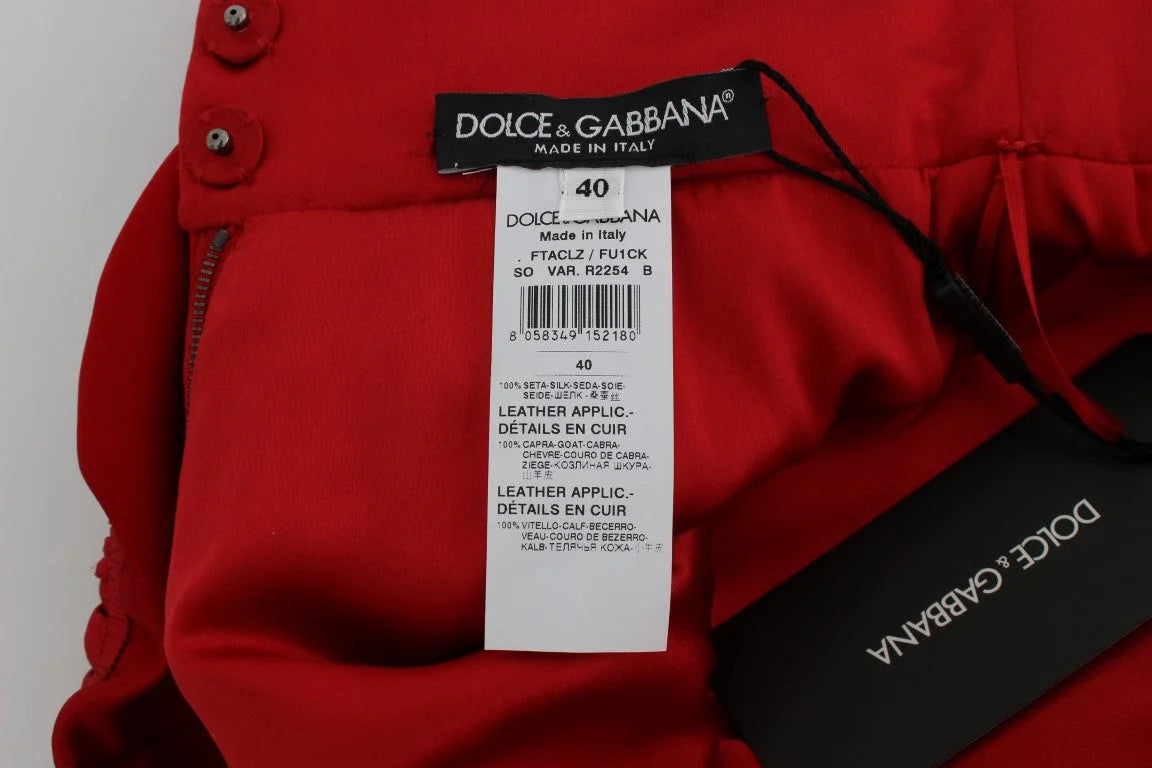 DOLCE & GABBANA®
MADE IN ITALY
40
DOLCE & GABBANA
Made in Italy
. FTACLZ / FU1CK
SO VAR. R2254 B
8 058349 152180
40
100% SETA-SILK-SEDA-SOIE-
SEIDE-ШЕЛК-桑蚕丝
LEATHER APPLIC.-
DÉTAILS EN CUIR
100% CAPRA-GOAT-CABRA-
CHEVRE-COURO DE CABRA-
ZIEGE-КОЗЛИНАЯ ШКУРА-
山羊皮
LEATHER APPLIC.-
DÉTAILS EN CUIR
100% VITELLO-CALF-BECERRO-
VEAU-COURO DE BEZERRO-
KALB-ТЕЛЯЧЬЯ КОЖА-小牛皮
DOLCE & GABBANA